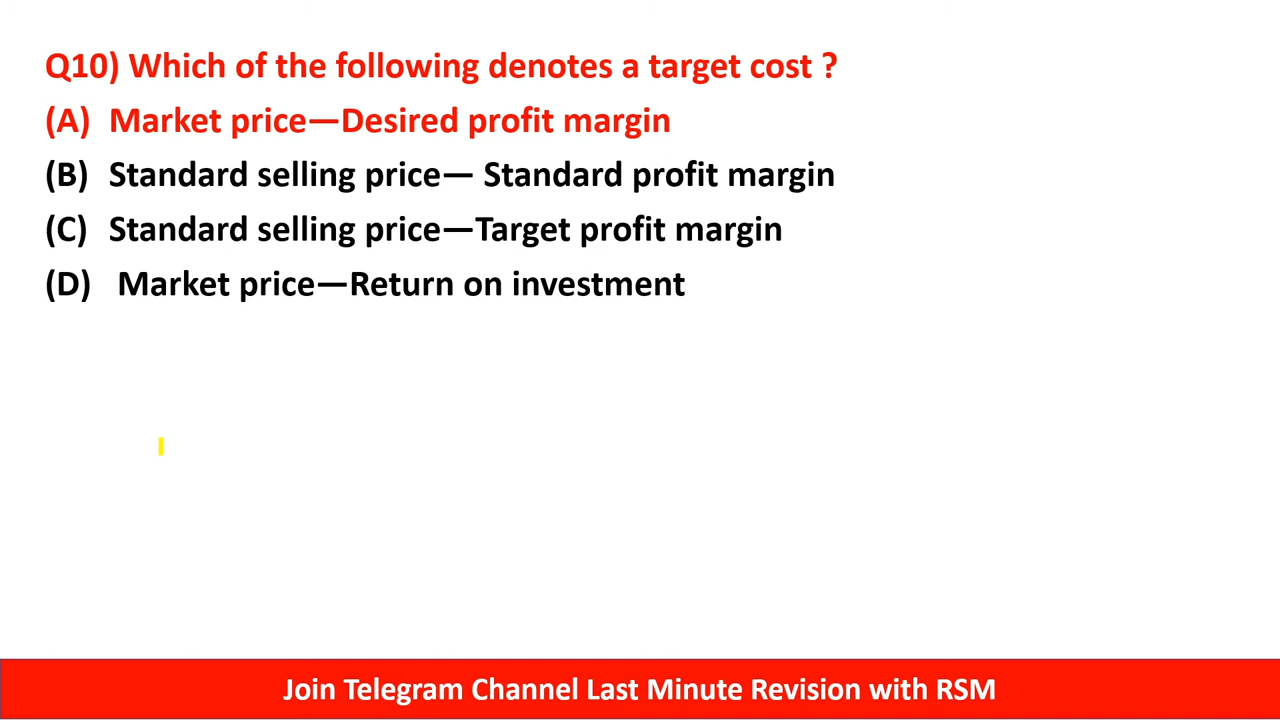 Q10) Which of the following denotes a target cost ?
(A) Market price—Desired profit margin
(B) Standard selling price— Standard profit margin
(C) Standard selling price—Target profit margin
(D) Market price—Return on investment
Join Telegram Channel Last Minute Revision with RSM